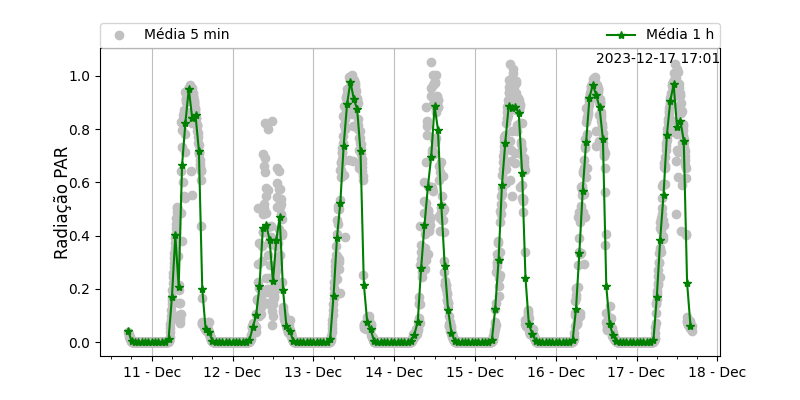 Média 5 min
Média 1 h
2023-12-17 17:01
Radiação PAR
1.0
0.8
0.6
0.4
0.2
0.0
11 - Dec
12 - Dec
13 - Dec
14 - Dec
15 - Dec
16 - Dec
17 - Dec
18 - Dec